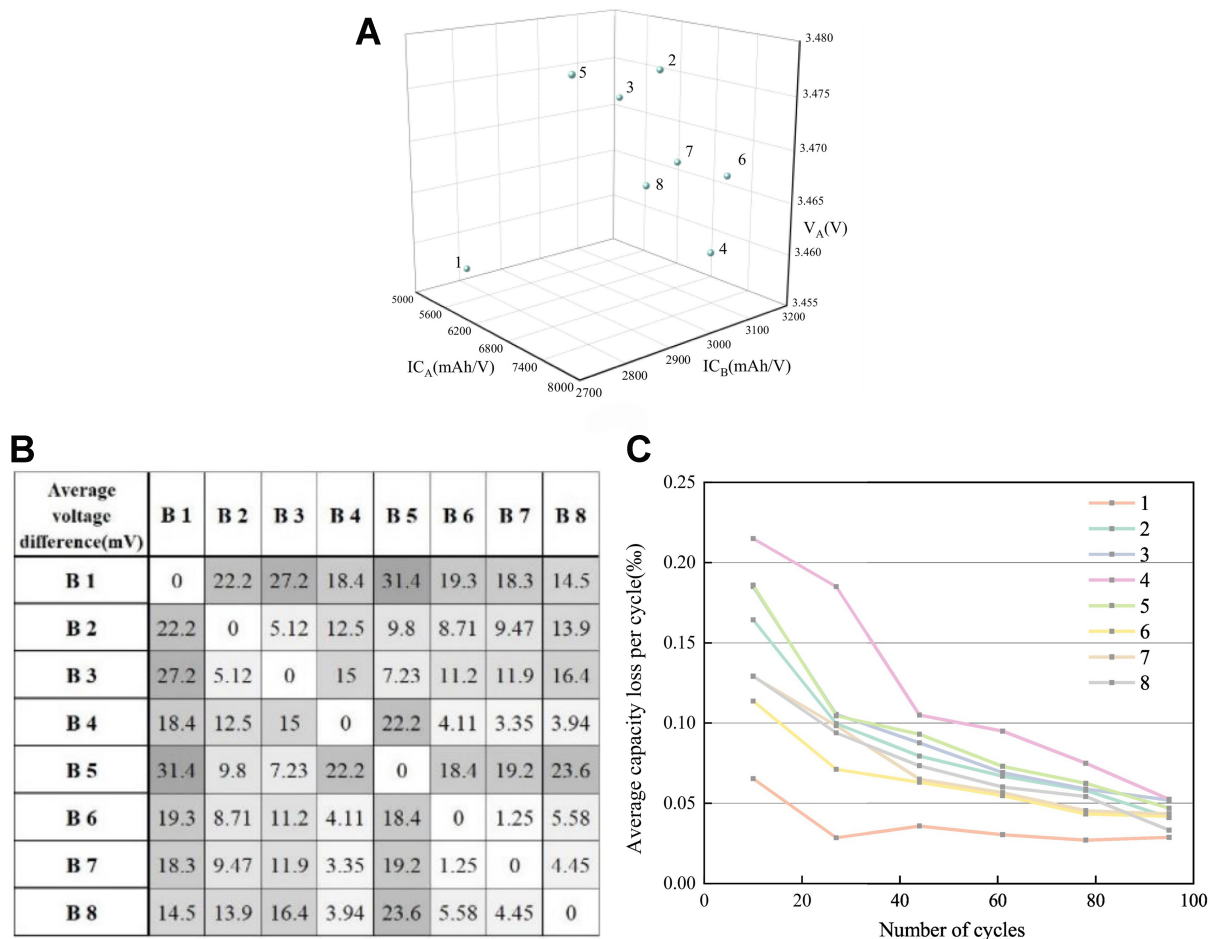 A
3.480
3.475
3.470
3.465
3.460
3.455
V_A(V)
5
2
3
7
6
8
4
1
5000
5600
6200
6800
7400
8000
IC_A(mAh/V)
2700
2800
2900
3000
3100
3200
IC_B(mAh/V)
B
Average voltage difference(mV) B 1 B 2 B 3 B 4 B 5 B 6 B 7 B 8
B 1 0 22.2 27.2 18.4 31.4 19.3 18.3 14.5
B 2 22.2 0 5.12 12.5 9.8 8.71 9.47 13.9
B 3 27.2 5.12 0 15 7.23 11.2 11.9 16.4
B 4 18.4 12.5 15 0 22.2 4.11 3.35 3.94
B 5 31.4 9.8 7.23 22.2 0 18.4 19.2 23.6
B 6 19.3 8.71 11.2 4.11 18.4 0 1.25 5.58
B 7 18.3 9.47 11.9 3.35 19.2 1.25 0 4.45
B 8 14.5 13.9 16.4 3.94 23.6 5.58 4.45 0
C
Average capacity loss per cycle(‰)
0.25
0.20
0.15
0.10
0.05
0.00
0 20 40 60 80 100
Number of cycles
1
2
3
4
5
6
7
8